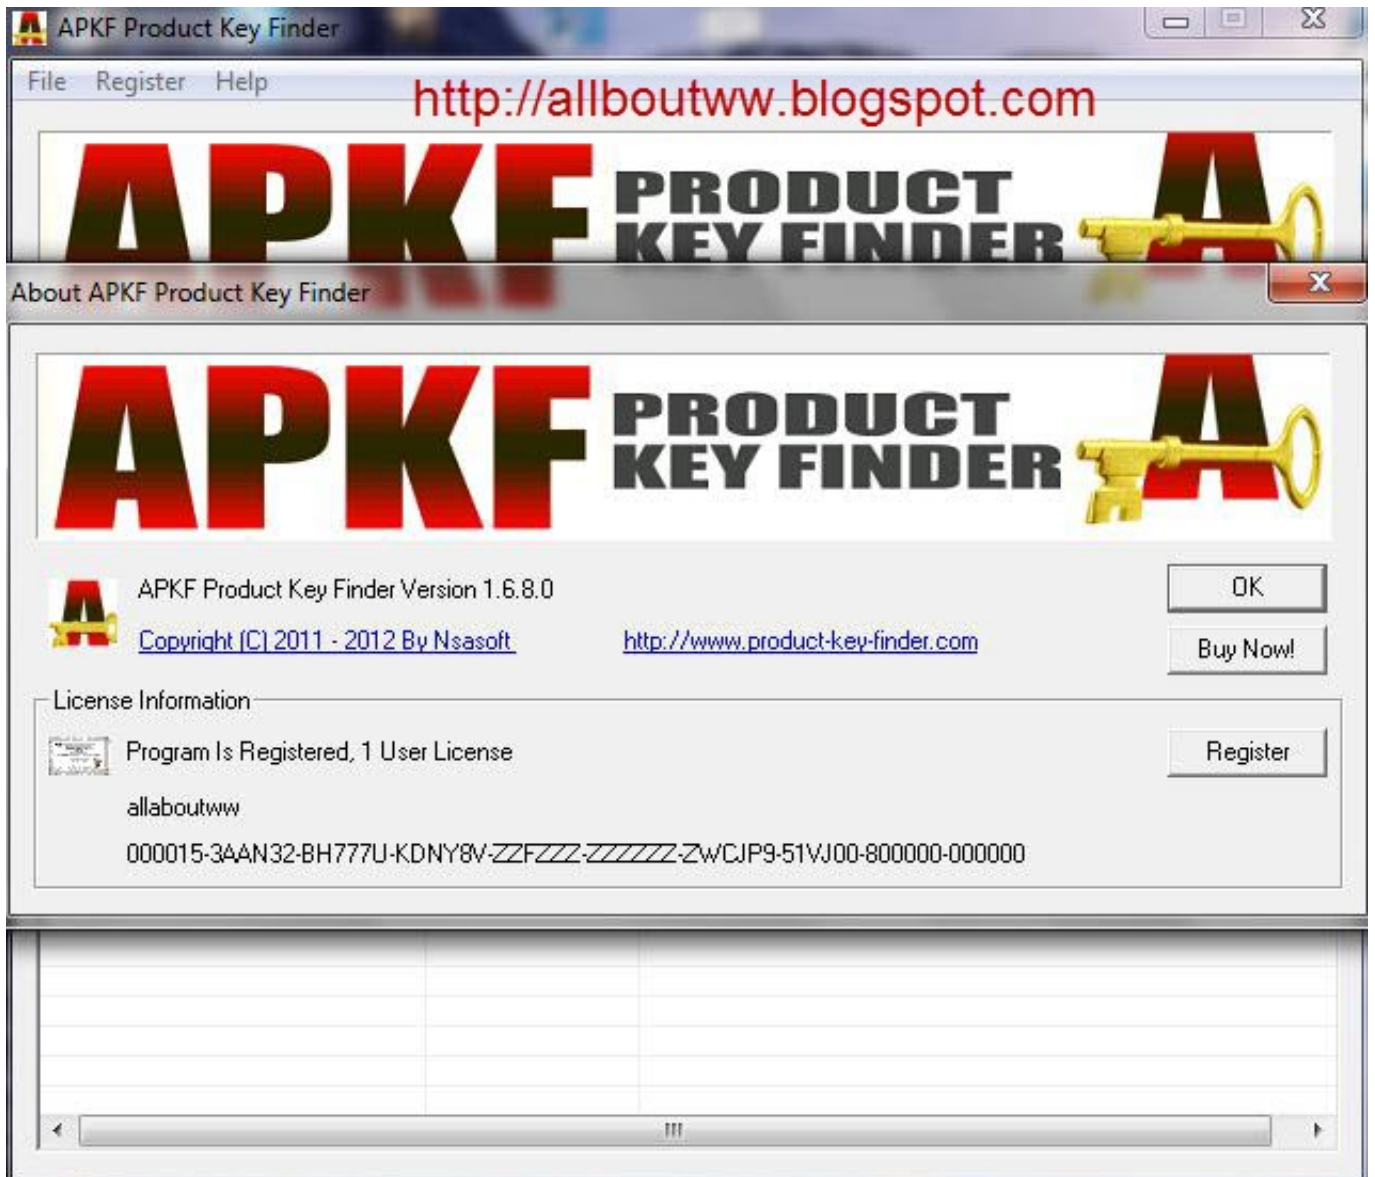 APKF Product Key Finder
File Register Help
http://allboutww.blogspot.com
APKF PRODUCT KEY FINDER
About APKF Product Key Finder
APKF PRODUCT KEY FINDER
APKF Product Key Finder Version 1.6.8.0
OK
Copyright (C) 2011 - 2012 By Nsasoft http://www.product-key-finder.com
Buy Now!
License Information
Program Is Registered, 1 User License
Register
allaboutww
000015-3AAN32-BH777U-KDNY8V-ZZFZZZ-ZZZZZZ-ZWCJP9-51VJ00-800000-000000